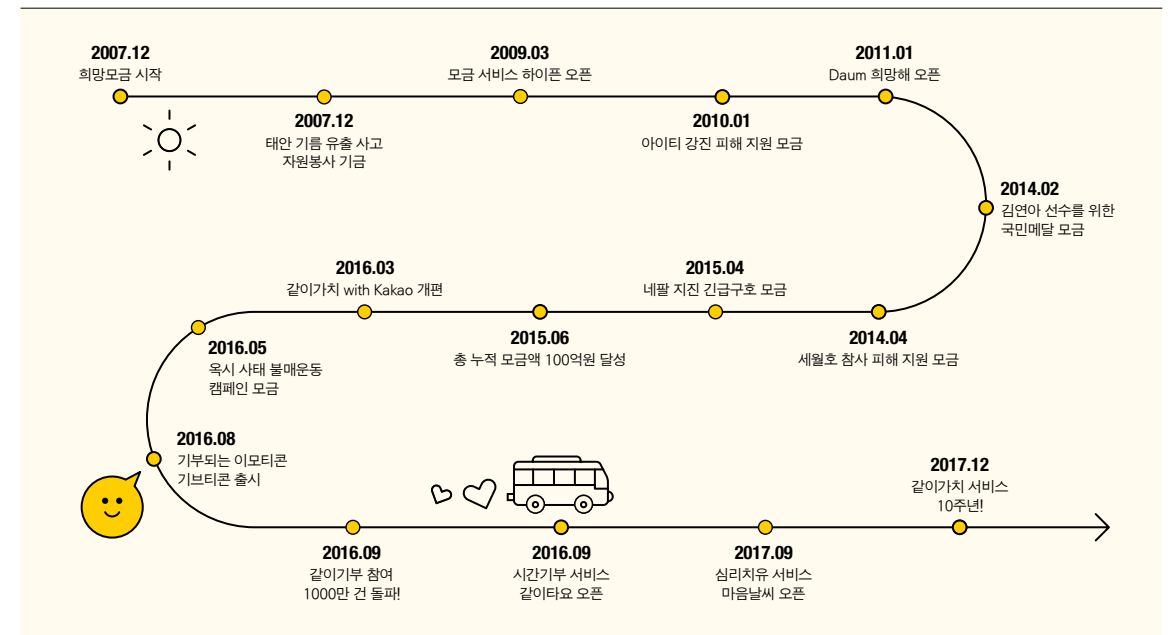 2007.12
희망모금 시작
2007.12
태안 기름 유출 사고
자원봉사 기금
2009.03
모금 서비스 하이픈 오픈
2010.01
아이티 강진 피해 지원 모금
2011.01
Daum 희망해 오픈
2014.02
김연아 선수를 위한
국민메달 모금
2014.04
세월호 참사 피해 지원 모금
2015.04
네팔 지진 긴급구호 모금
2015.06
총 누적 모금액 100억원 달성
2016.03
같이가치 with Kakao 개편
2016.05
옥시 사태 불매운동
캠페인 모금
2016.08
기부되는 이모티콘
기브티콘 출시
2016.09
같이기부 참여
1000만 건 돌파!
2016.09
시간기부 서비스
같이타요 오픈
2017.09
심리치유 서비스
마음날씨 오픈
2017.12
같이가치 서비스
10주년!